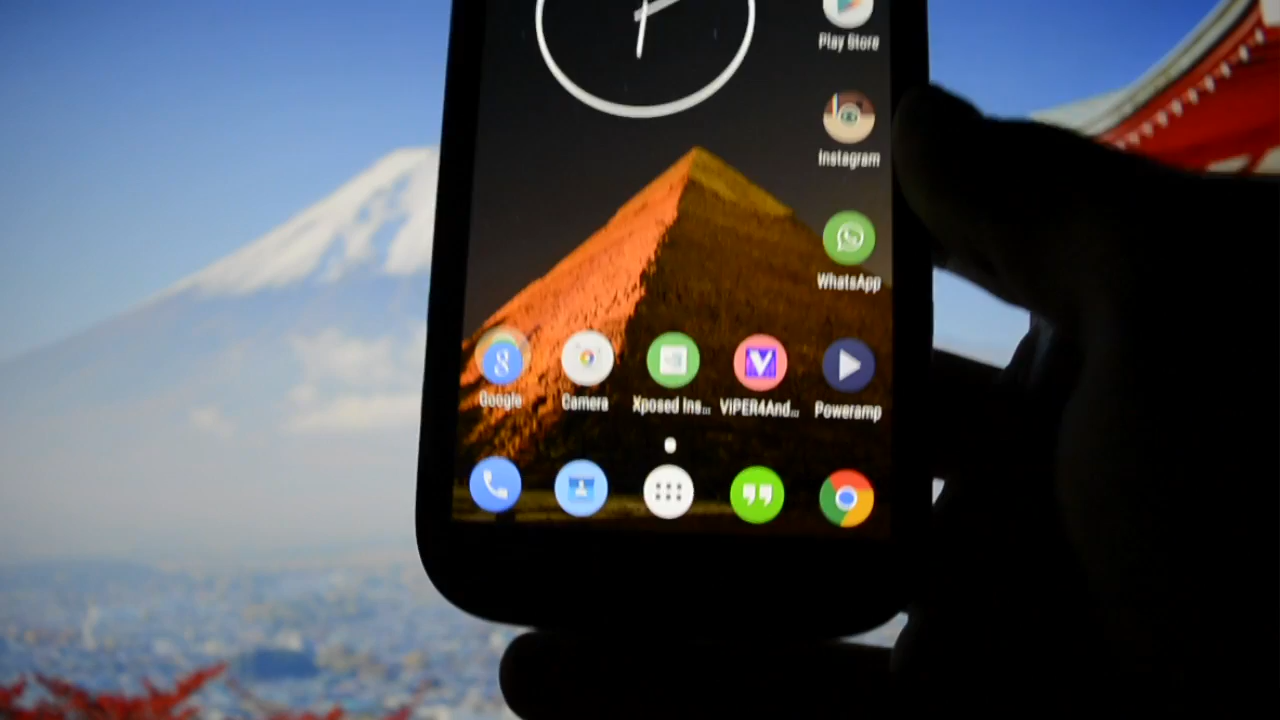 Play Store
Instagram
WhatsApp
Google
Camera
Xposed Ins...
ViPER4And...
Poweramp